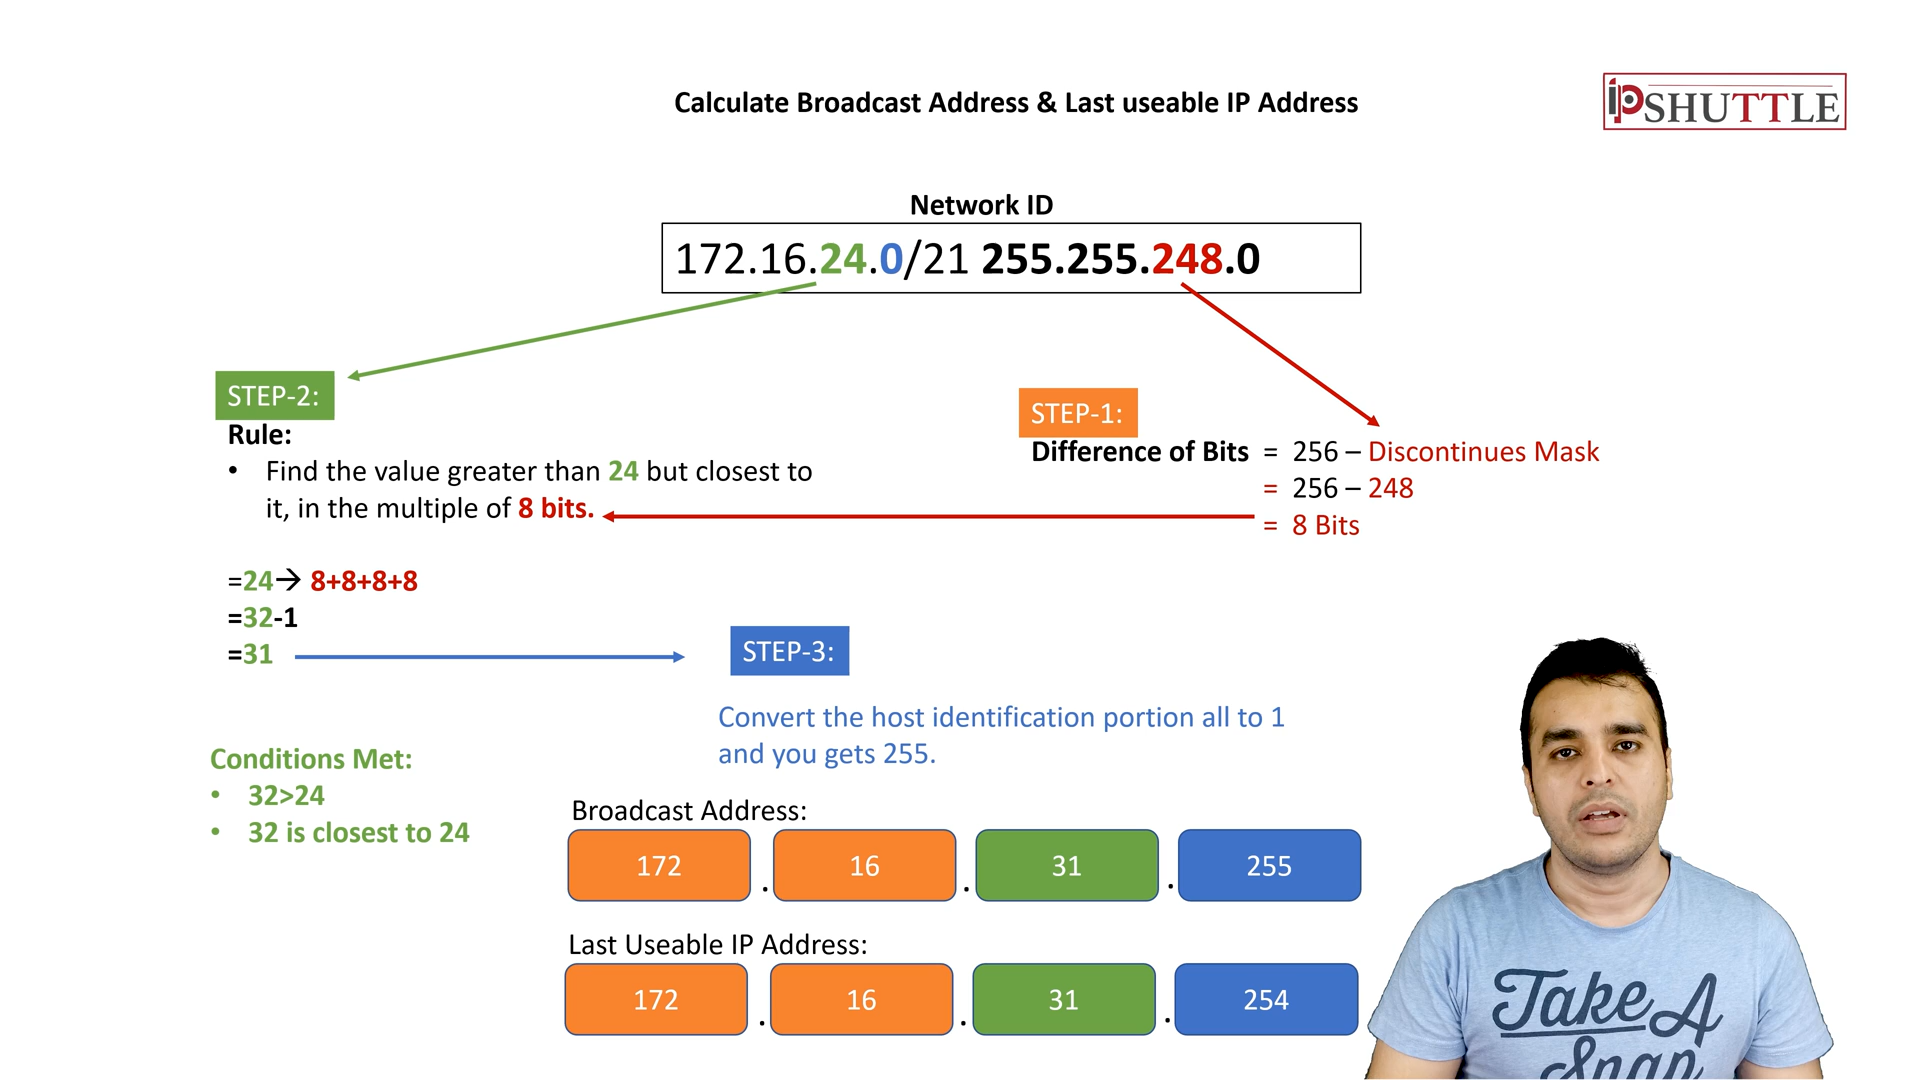 Calculate Broadcast Address & Last useable IP Address
ipSHUTTLE
Network ID
172.16.24.0/21 255.255.248.0
STEP-2:
Rule:
• Find the value greater than 24 but closest to
it, in the multiple of 8 bits.
STEP-1:
Difference of Bits = 256 – Discontinues Mask
= 256 – 248
= 8 Bits
=24→ 8+8+8+8
=32-1
=31
STEP-3:
Convert the host identification portion all to 1
and you gets 255.
Conditions Met:
• 32>24
• 32 is closest to 24
Broadcast Address:
172 . 16 . 31 . 255
Last Useable IP Address:
172 . 16 . 31 . 254
Take A
Snap